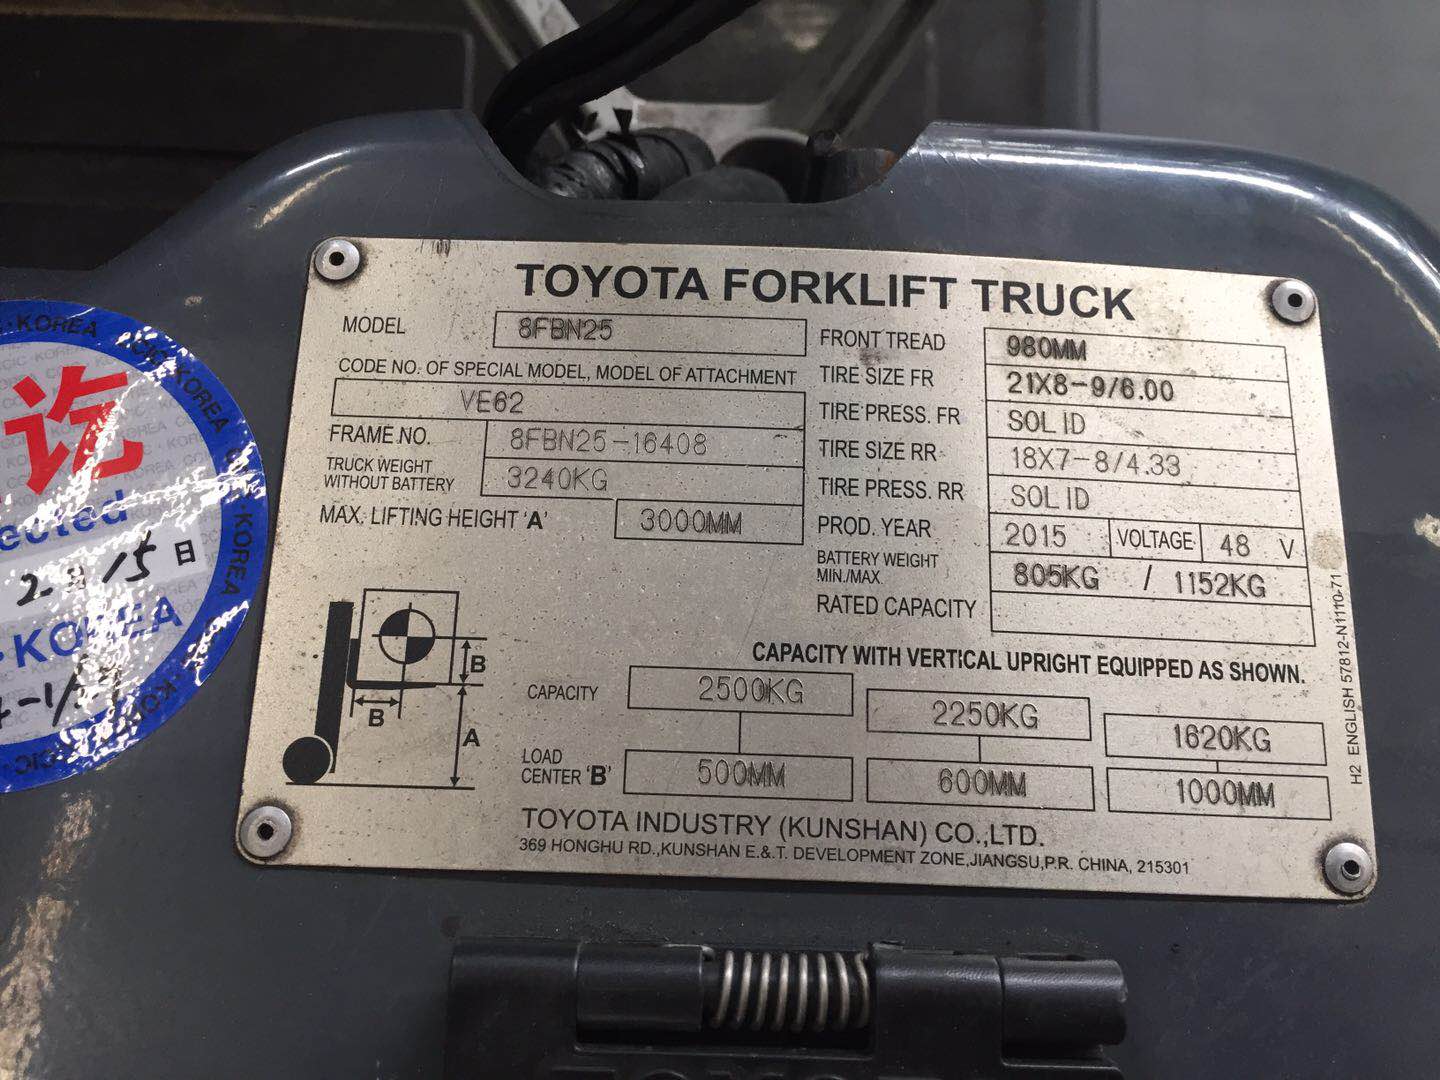 TOYOTA FORKLIFT TRUCK
MODEL 8FBN25
CODE NO. OF SPECIAL MODEL, MODEL OF ATTACHMENT
VE62
FRAME NO. 8FBN25-16408
TRUCK WEIGHT
WITHOUT BATTERY 3240KG
MAX. LIFTING HEIGHT 'A' 3000MM
FRONT TREAD 980MM
TIRE SIZE FR 21X8-9/6.00
TIRE PRESS. FR SOLID
TIRE SIZE RR 18X7-8/4.33
TIRE PRESS. RR SOLID
PROD. YEAR 2015 VOLTAGE 48 V
BATTERY WEIGHT
MIN./MAX. 805KG / 1152KG
RATED CAPACITY
CAPACITY WITH VERTICAL UPRIGHT EQUIPPED AS SHOWN.
B
B
A
CAPACITY 2500KG 2250KG 1620KG
LOAD
CENTER 'B' 500MM 600MM 1000MM
TOYOTA INDUSTRY (KUNSHAN) CO.,LTD.
369 HONGHU RD.,KUNSHAN E.&.T. DEVELOPMENT ZONE,JIANGSU,P.R. CHINA, 215301
H2 ENGLISH 57812-N1110-71
·KOREA CCIC·KOREA
讫
2 月 15 日
·KOREA